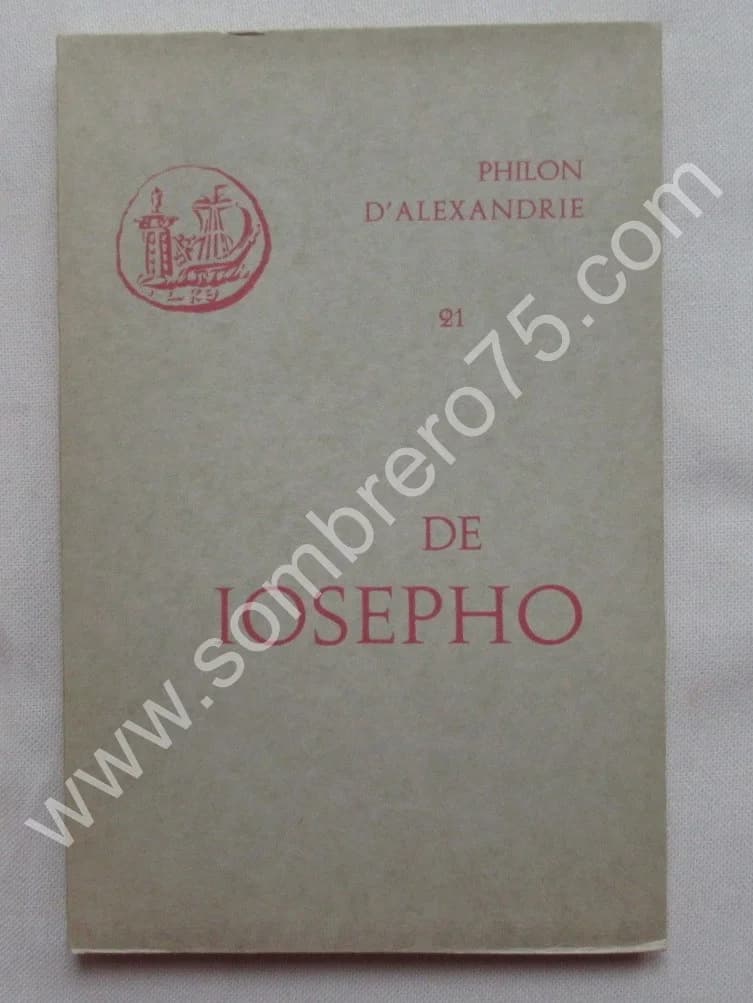 PHILON
D'ALEXANDRIE
21
DE
IOSEPHO
www.sombrero75.com